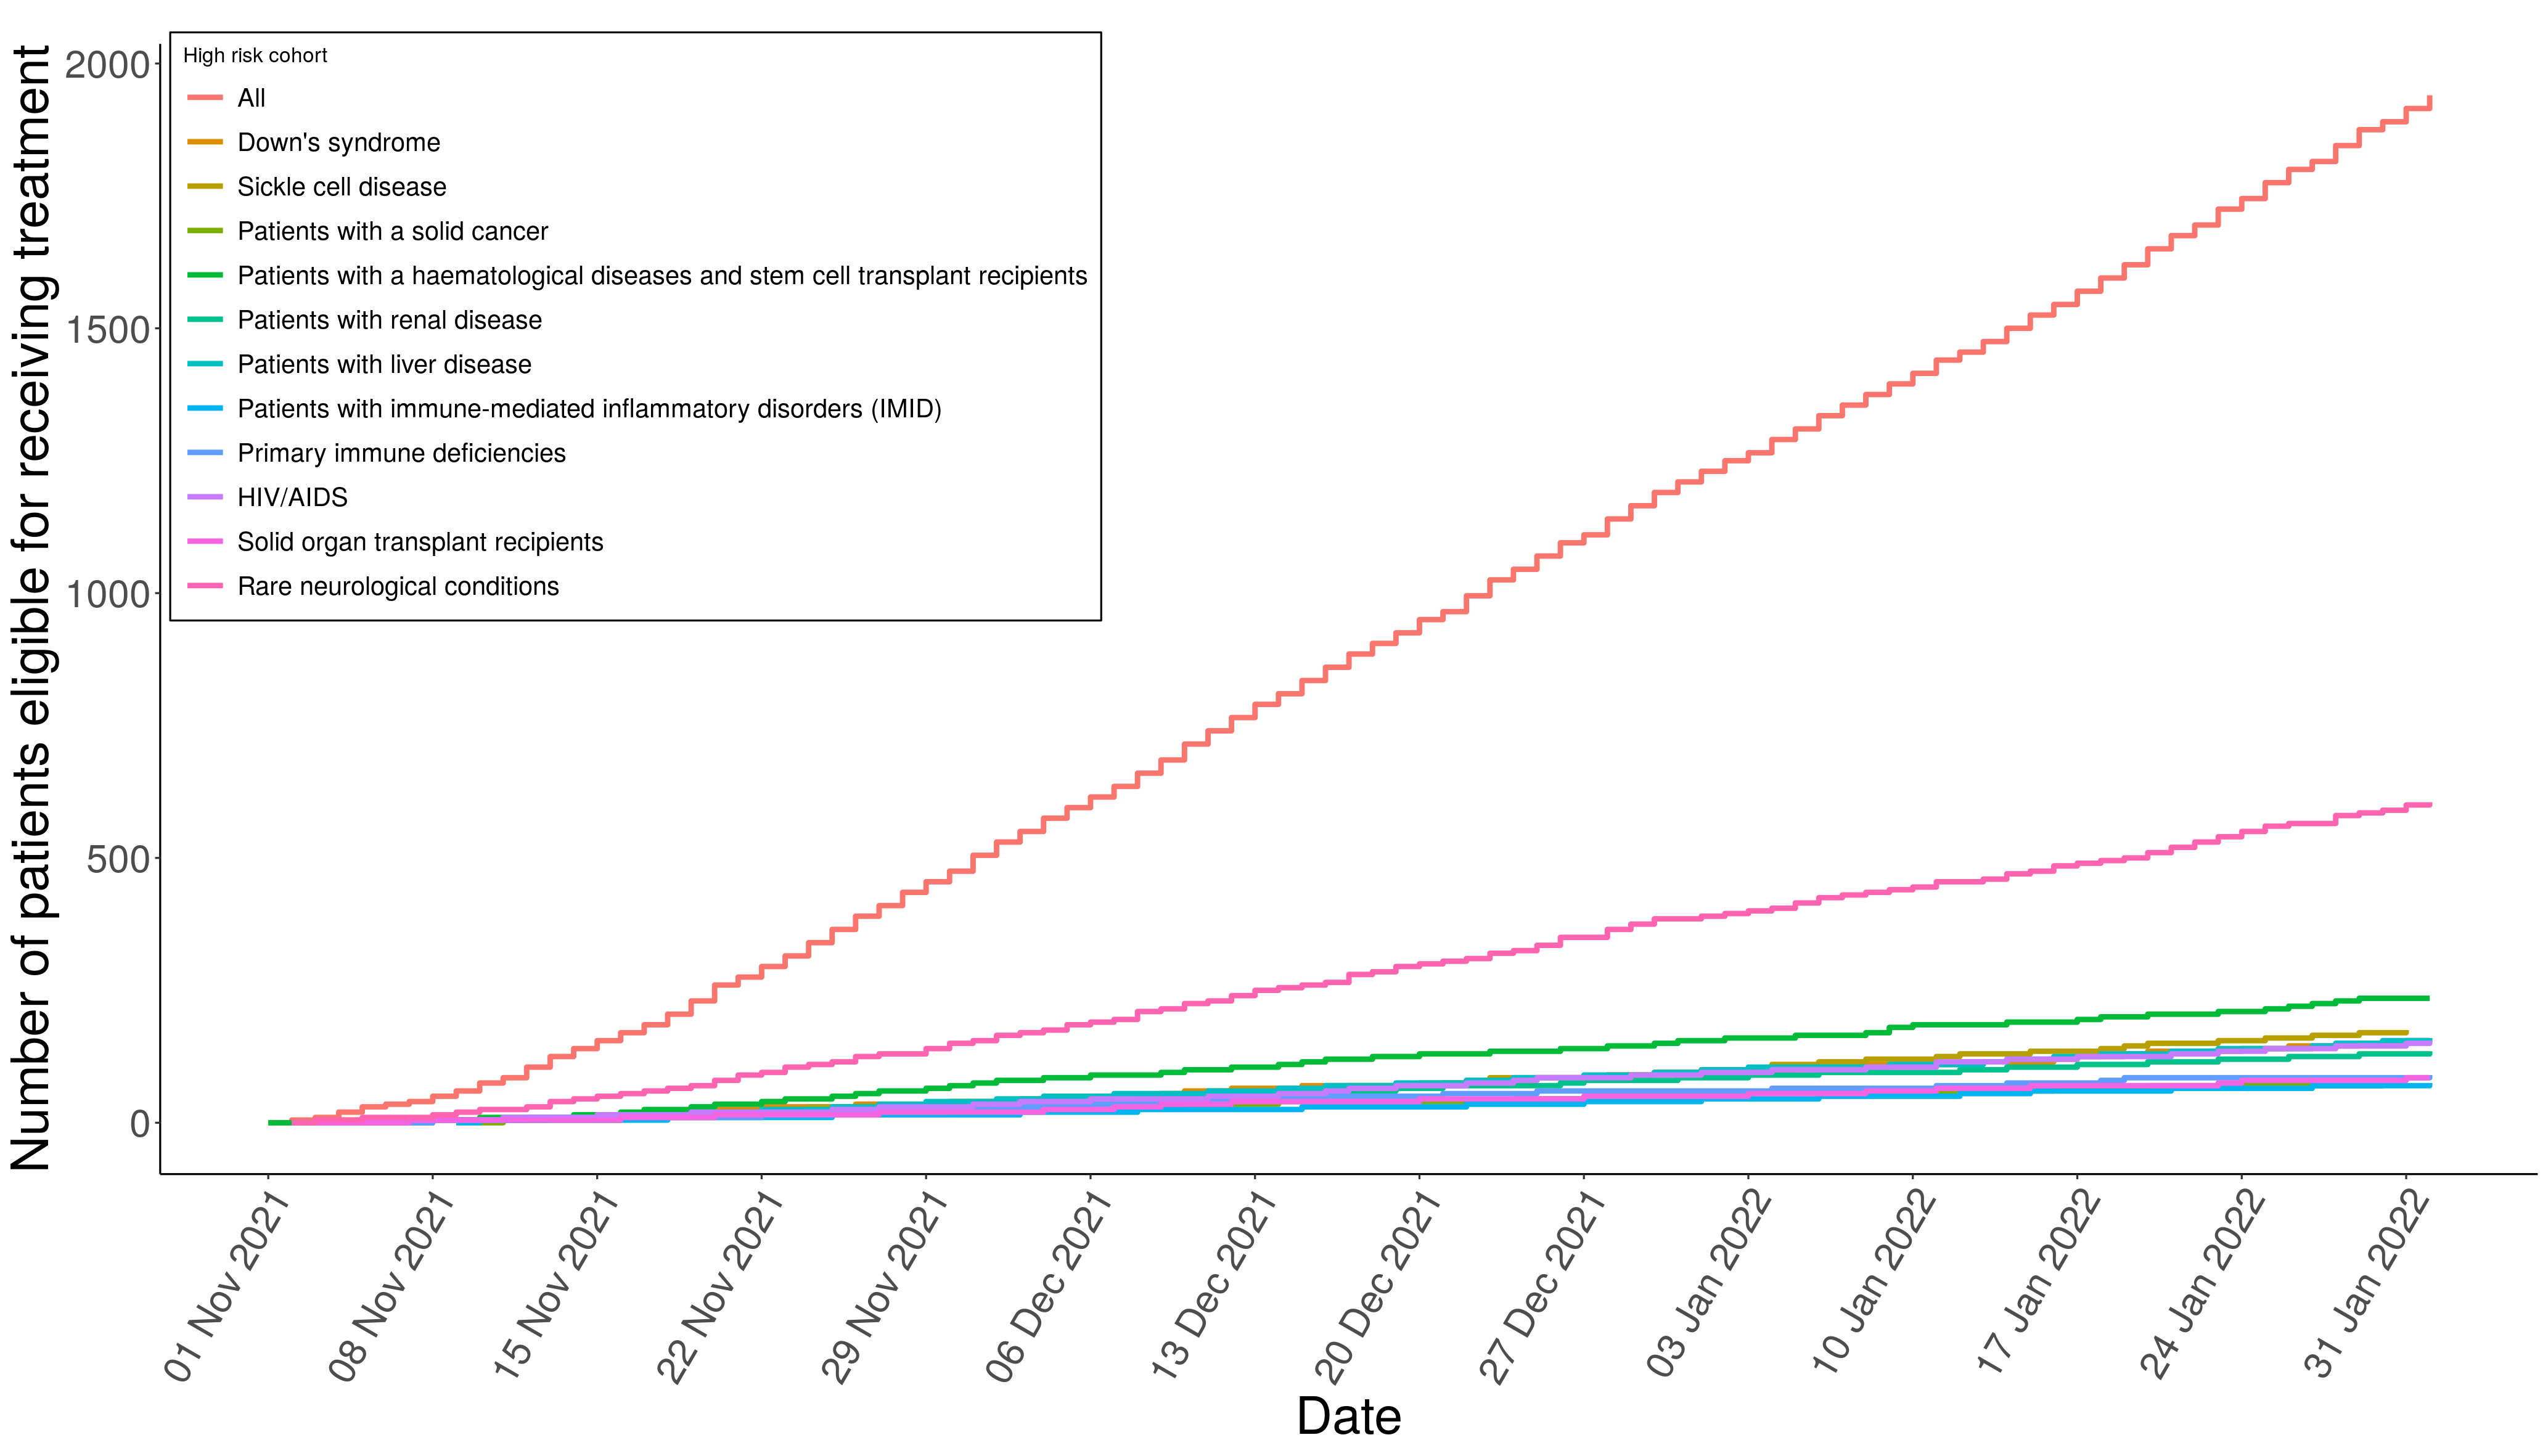 Number of patients eligible for receiving treatment
2000
1500
1000
500
0
High risk cohort
All
Down's syndrome
Sickle cell disease
Patients with a solid cancer
Patients with a haematological diseases and stem cell transplant recipients
Patients with renal disease
Patients with liver disease
Patients with immune-mediated inflammatory disorders (IMID)
Primary immune deficiencies
HIV/AIDS
Solid organ transplant recipients
Rare neurological conditions
01 Nov 2021
08 Nov 2021
15 Nov 2021
22 Nov 2021
29 Nov 2021
06 Dec 2021
13 Dec 2021
20 Dec 2021
27 Dec 2021
03 Jan 2022
10 Jan 2022
17 Jan 2022
24 Jan 2022
31 Jan 2022
Date